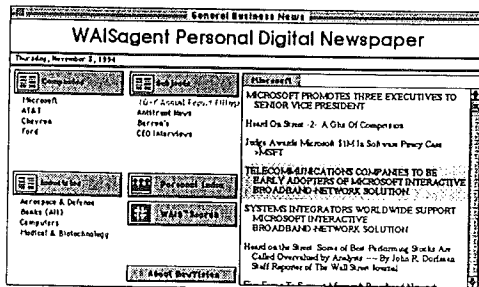 General Business News
WAISagent Personal Digital Newspaper
Thursday, November 3, 1994
Companies
Microsoft
AT&T
Chevron
Ford
Subjects
10-K Annual Report Filings
Antitrust News
Barron's
CEO Interviews
Industries
Aerospace & Defense
Banks (All)
Computers
Medical & Biotechnology
Personal Index
WAIS Search
About NewVision
Microsoft
MICROSOFT PROMOTES THREE EXECUTIVES TO
SENIOR VICE PRESIDENT
Heard On Street -2- A Glut Of Competitors
Judge Awards Microsoft $1M In Software Piracy Case
>MSFT
TELECOMMUNICATIONS COMPANIES TO BE
EARLY ADOPTERS OF MICROSOFT INTERACTIVE
BROADBAND-NETWORK SOLUTION
SYSTEMS INTEGRATORS WORLDWIDE SUPPORT
MICROSOFT INTERACTIVE
BROADBAND-NETWORK SOLUTION
Heard on the Street Some of Best Performing Stocks Are
Called Overvalued by Analysts -- By John R. Dorfman
Staff Reporter of The Wall Street Journal